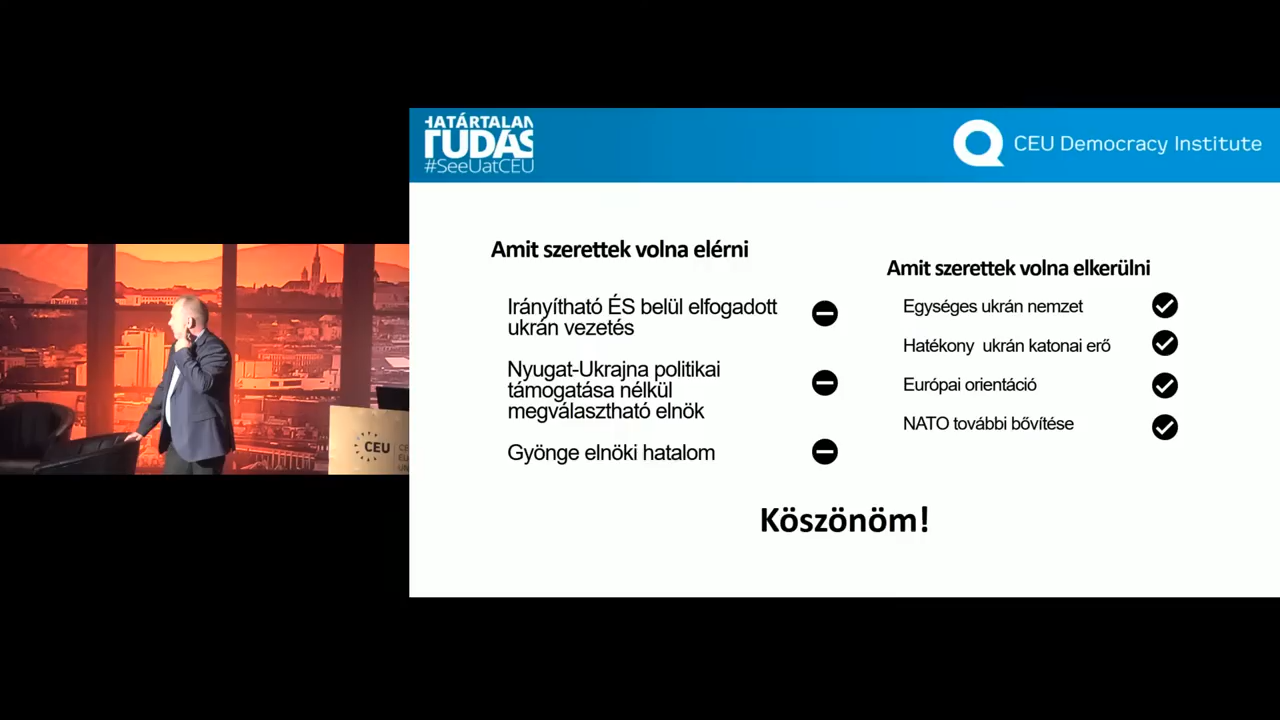 HATÁRTALAN
TUDÁS
#SeeUatCEU
CEU Democracy Institute
Amit szerettek volna elérni
Irányítható ÉS belül elfogadott
ukrán vezetés
Nyugat-Ukrajna politikai
támogatása nélkül
megválasztható elnök
Gyönge elnöki hatalom
Amit szerettek volna elkerülni
Egységes ukrán nemzet
Hatékony ukrán katonai erő
Európai orientáció
NATO további bővítése
Köszönöm!
CEU